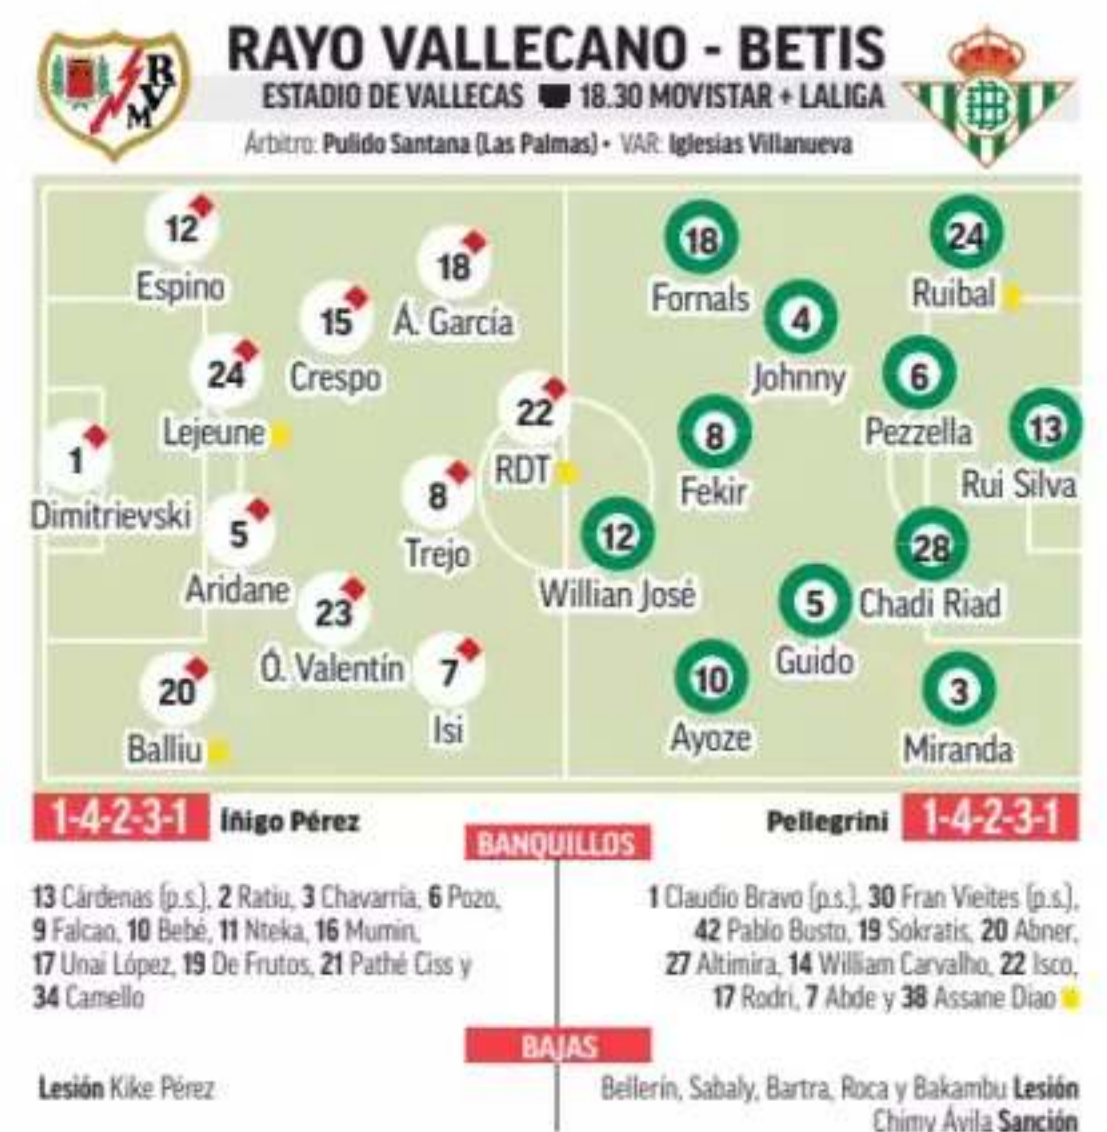 RAYO VALLECANO - BETIS
ESTADIO DE VALLECAS 18.30 MOVISTAR + LALIGA
Árbitro: Pulido Santana (Las Palmas) • VAR: Iglesias Villanueva
12
Espino
18
Á. García
15
Crespo
24
Lejeune
22
RDT
1
Dimitrievski
8
Trejo
5
Aridane
23
Ó. Valentín
7
Isi
20
Balliu
18
Fornals
24
Ruibal
4
Johnny
6
Pezzella
8
Fekir
13
Rui Silva
12
Willian José
28
Chadi Riad
5
Guido
10
Ayoze
3
Miranda
1-4-2-3-1 Íñigo Pérez
Pellegrini 1-4-2-3-1
BANQUILLOS
13 Cárdenas (p.s.), 2 Ratiu, 3 Chavarría, 6 Pozo,
9 Falcao, 10 Bebé, 11 Nteka, 16 Mumin,
17 Unai López, 19 De Frutos, 21 Pathé Ciss y
34 Camello
1 Claudio Bravo (p.s.), 30 Fran Vieites (p.s.),
42 Pablo Busto, 19 Sokratis, 20 Abner,
27 Altimira, 14 William Carvalho, 22 Isco,
17 Rodri, 7 Abde y 38 Assane Diao
BAJAS
Lesión Kike Pérez
Bellerín, Sabaly, Bartra, Roca y Bakambu Lesión
Chimy Ávila Sanción